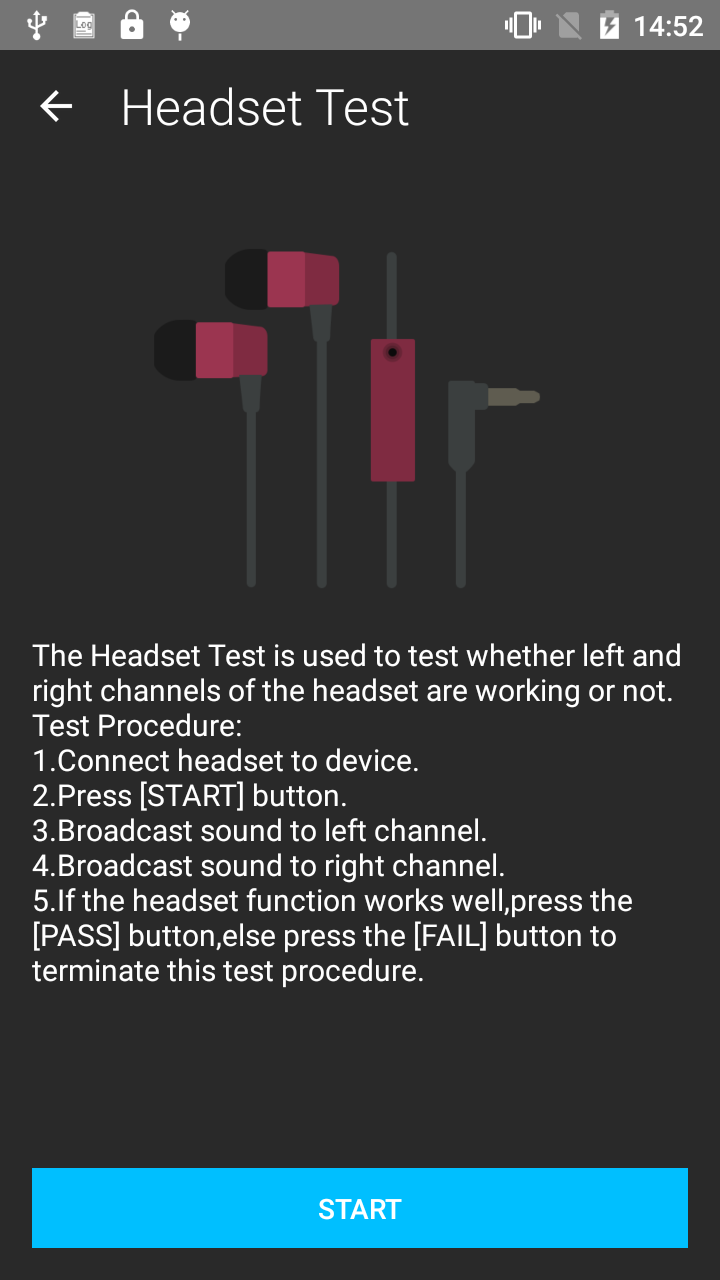 Log
14:52
Headset Test
The Headset Test is used to test whether left and
right channels of the headset are working or not.
Test Procedure:
1.Connect headset to device.
2.Press [START] button.
3.Broadcast sound to left channel.
4.Broadcast sound to right channel.
5.If the headset function works well,press the
[PASS] button,else press the [FAIL] button to
terminate this test procedure.
START